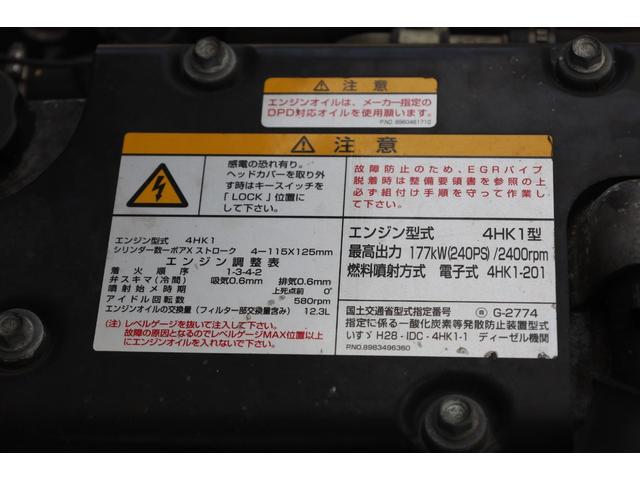 注意
エンジンオイルは、メーカー指定の
DPD対応オイルを使用願います。
P.NO. 8980461710
注意
感電の恐れ有り。
ヘッドカバーを取り外
す時はキースイッチを
「LOCK」位置に
して下さい。
故障防止のため、EGRパイプ
脱着時は整備要領書を参照の上
必ず組付け手順を守って作業し
て下さい。
エンジン型式 4HK1
シリンダー数ーボアX ストローク 4－115X125mm
エンジン調整表
着火順序 1-3-4-2
弁スキマ(冷間) 吸気0.6mm 排気0.6mm
噴射始メ時期 上死点前 0°
アイドル回転数 580rpm
エンジンオイルの交換量(フィルター部交換量含み) 12.3L
(注)レベルゲージを抜いて注入して下さい。
故障の原因となるのでレベルゲージMAX位置以上
にエンジンオイルを入れないで下さい。
エンジン型式 4HK1型
最高出力 177kW(240PS)/2400rpm
燃料噴射方式 電子式 4HK1-201
国土交通省型式指定番号 G-2774
指定に係る一酸化炭素等発散防止装置型式
いすゞH28-IDC-4HK1-1 ディーゼル機関
P.NO.8983496360